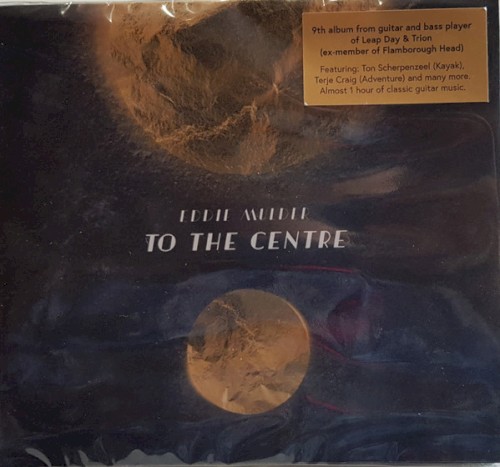 9th album from guitar and bass player
of Leap Day & Trion
(ex-member of Flamborough Head)
Featuring: Ton Scherpenzeel (Kayak),
Terje Craig (Adventure) and many more.
Almost 1 hour of classic guitar music.
EDDIE MULDER
TO THE CENTRE